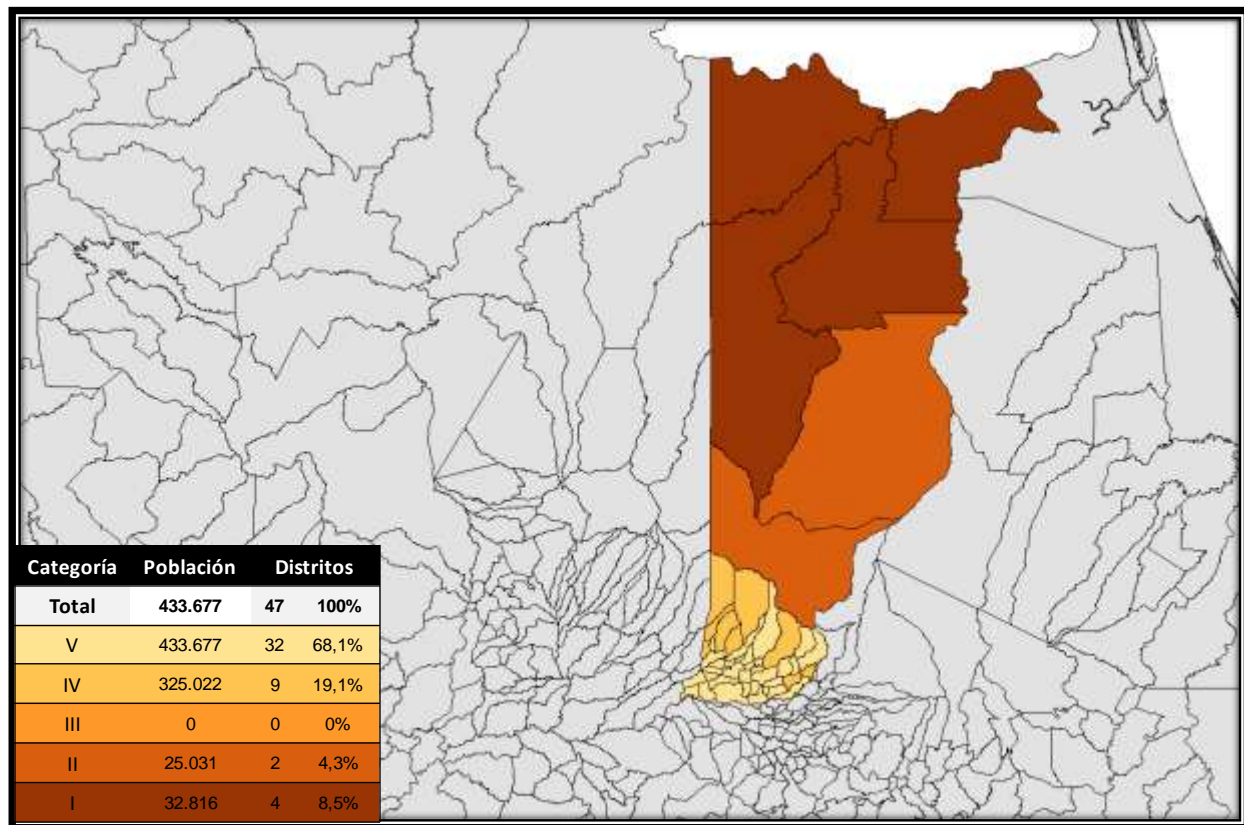 Categoría Población Distritos
Total 433.677 47 100%
V 433.677 32 68,1%
IV 325.022 9 19,1%
III 0 0 0%
II 25.031 2 4,3%
I 32.816 4 8,5%